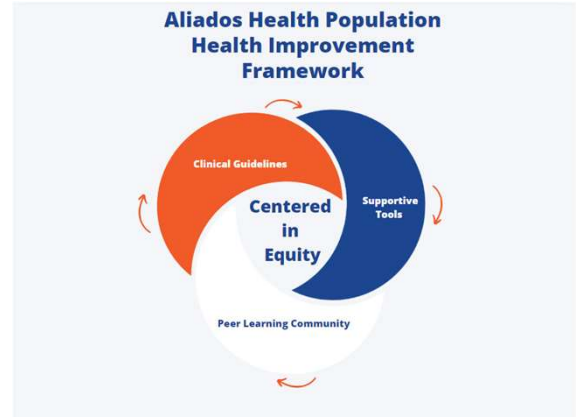 Aliados Health Population
Health Improvement
Framework
Clinical Guidelines
Supportive
Tools
Centered
in
Equity
Peer Learning Community